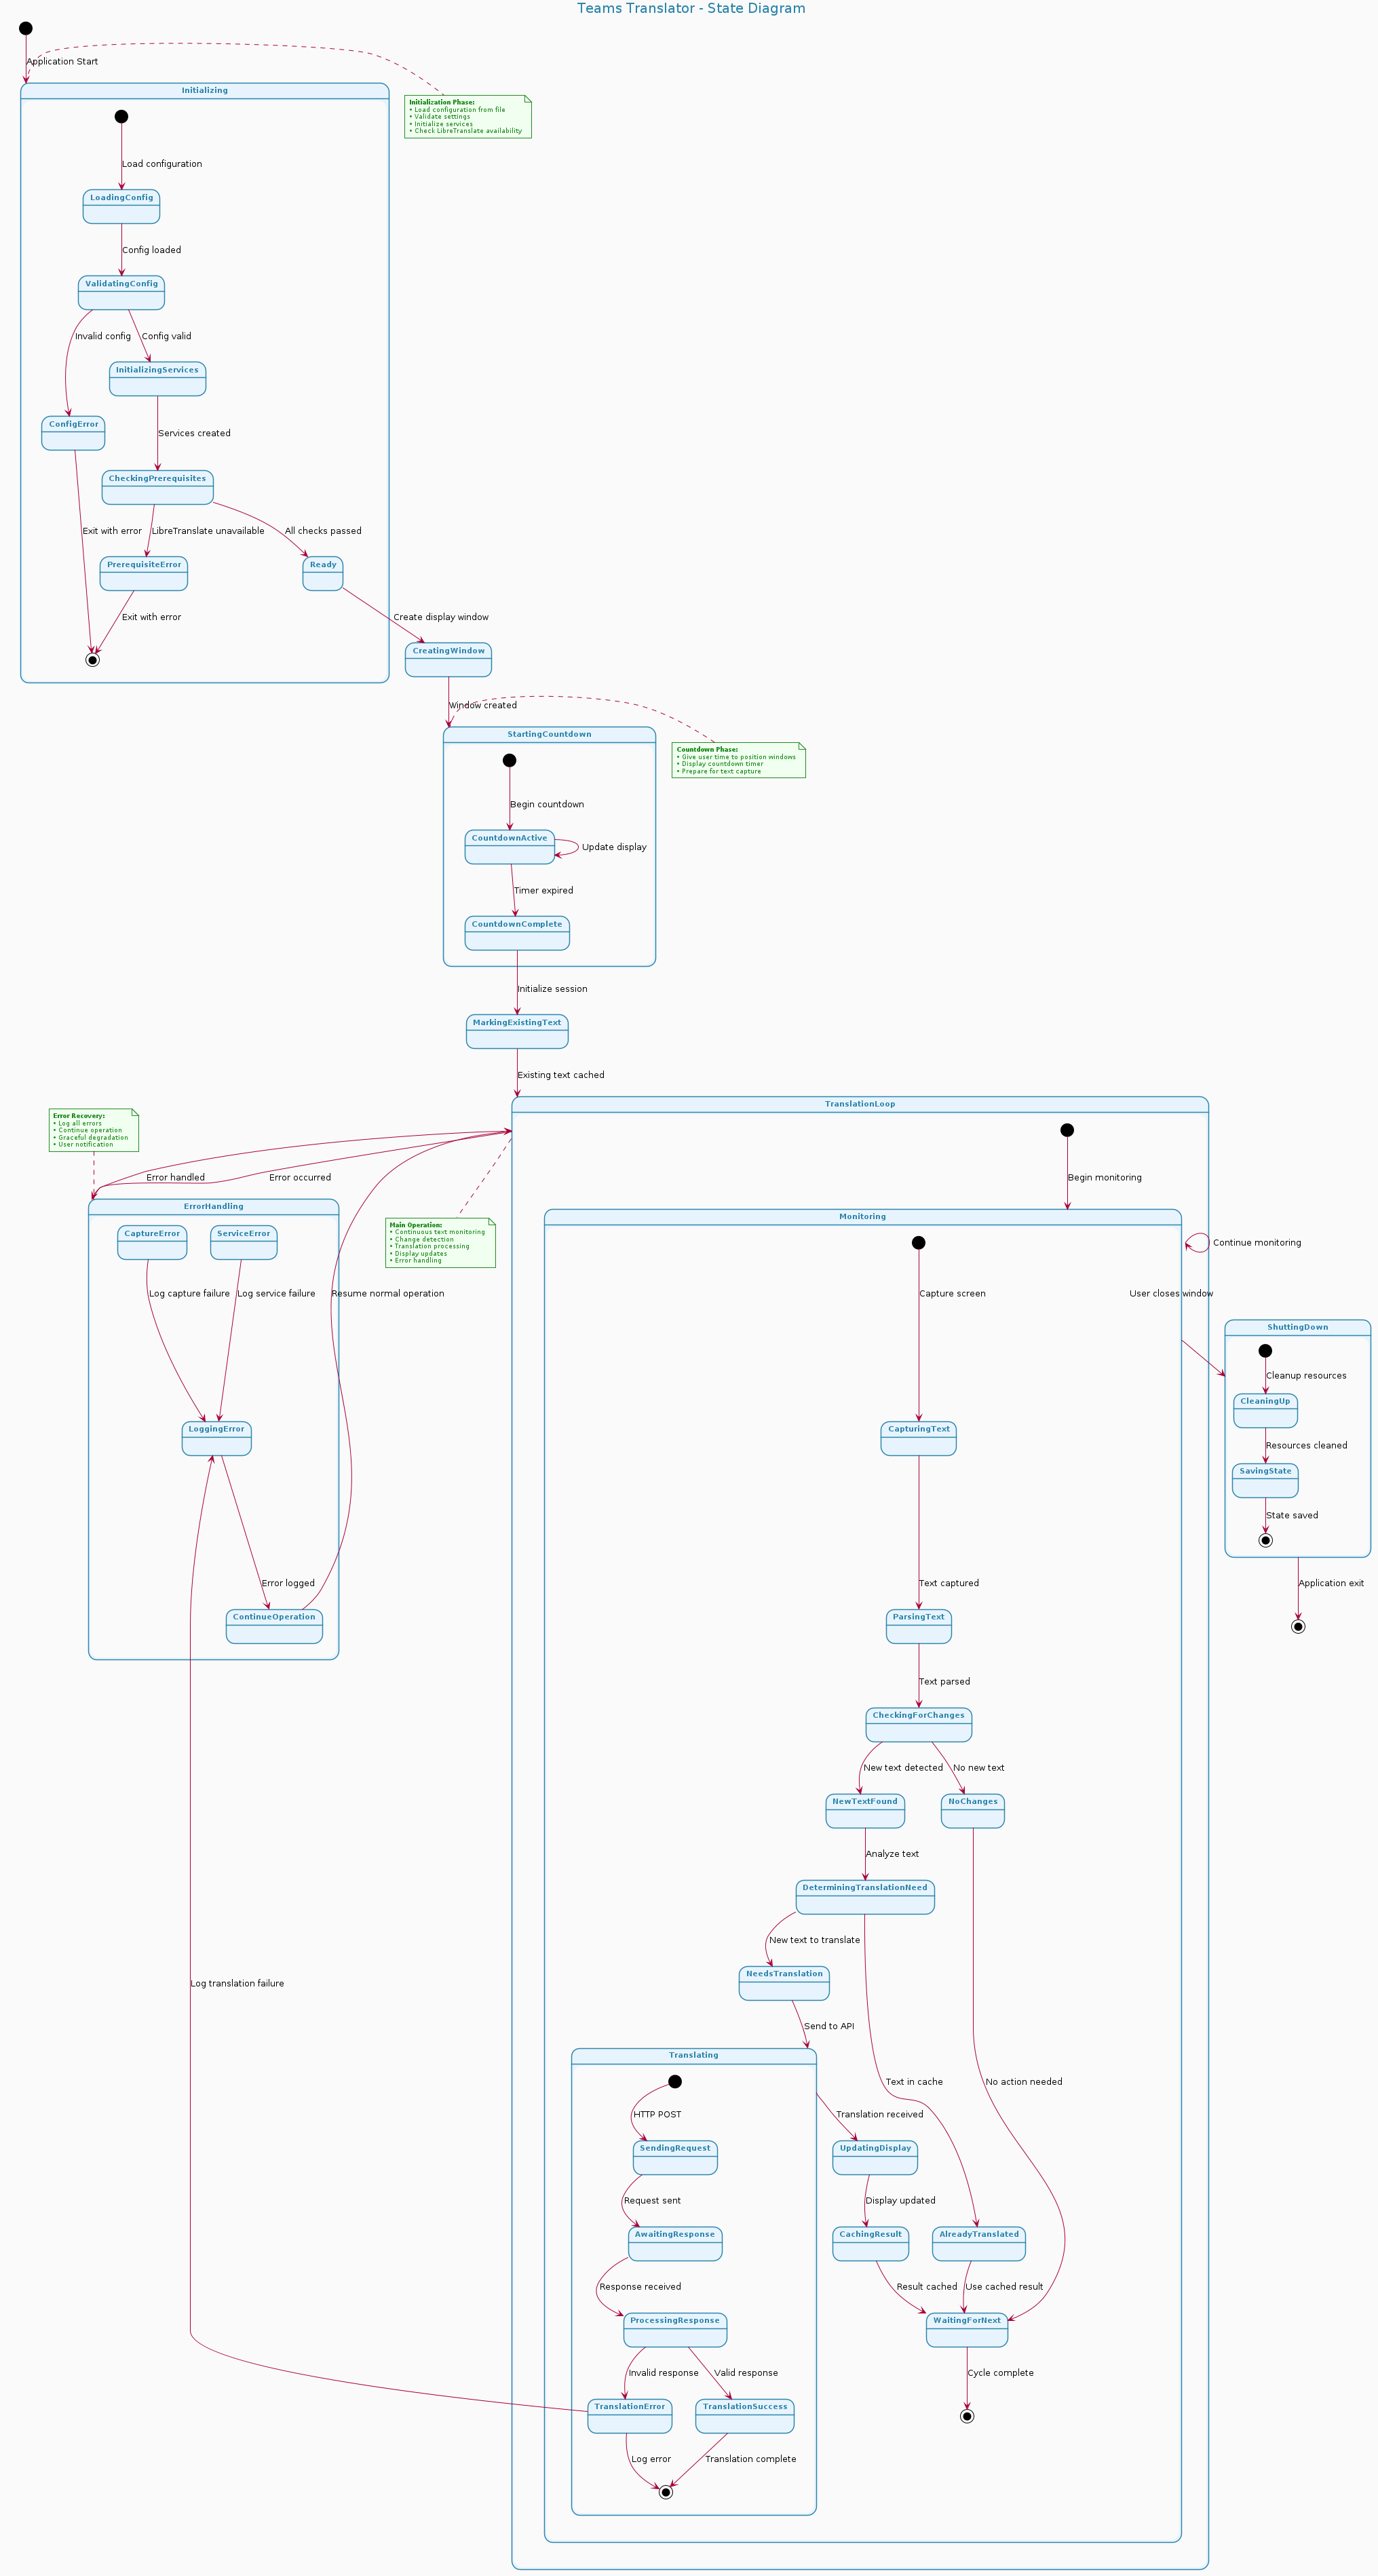 Teams Translator - State Diagram
Application Start
Initializing
Initialization Phase:
• Load configuration from file
• Validate settings
• Initialize services
• Check LibreTranslate availability
Load configuration
LoadingConfig
Config loaded
ValidatingConfig
Invalid config
Config valid
InitializingServices
ConfigError
Services created
CheckingPrerequisites
Exit with error
LibreTranslate unavailable
All checks passed
PrerequisiteError
Ready
Exit with error
Create display window
CreatingWindow
Window created
StartingCountdown
Countdown Phase:
• Give user time to position windows
• Display countdown timer
• Prepare for text capture
Begin countdown
CountdownActive
Update display
Timer expired
CountdownComplete
Initialize session
MarkingExistingText
Existing text cached
TranslationLoop
Error Recovery:
• Log all errors
• Continue operation
• Graceful degradation
• User notification
Error handled
Error occurred
Begin monitoring
ErrorHandling
Monitoring
Main Operation:
• Continuous text monitoring
• Change detection
• Translation processing
• Display updates
• Error handling
CaptureError
ServiceError
Continue monitoring
Log capture failure
Log service failure
Resume normal operation
Capture screen
User closes window
ShuttingDown
Cleanup resources
CleaningUp
LoggingError
CapturingText
Resources cleaned
SavingState
State saved
Error logged
Text captured
Application exit
ContinueOperation
ParsingText
Text parsed
CheckingForChanges
New text detected
No new text
NewTextFound
NoChanges
Analyze text
DeterminingTranslationNeed
New text to translate
NeedsTranslation
Log translation failure
Send to API
Translating
Text in cache
No action needed
HTTP POST
Translation received
SendingRequest
UpdatingDisplay
Request sent
Display updated
AwaitingResponse
CachingResult
AlreadyTranslated
Response received
Result cached
Use cached result
ProcessingResponse
WaitingForNext
Invalid response
Valid response
Cycle complete
TranslationError
TranslationSuccess
Log error
Translation complete